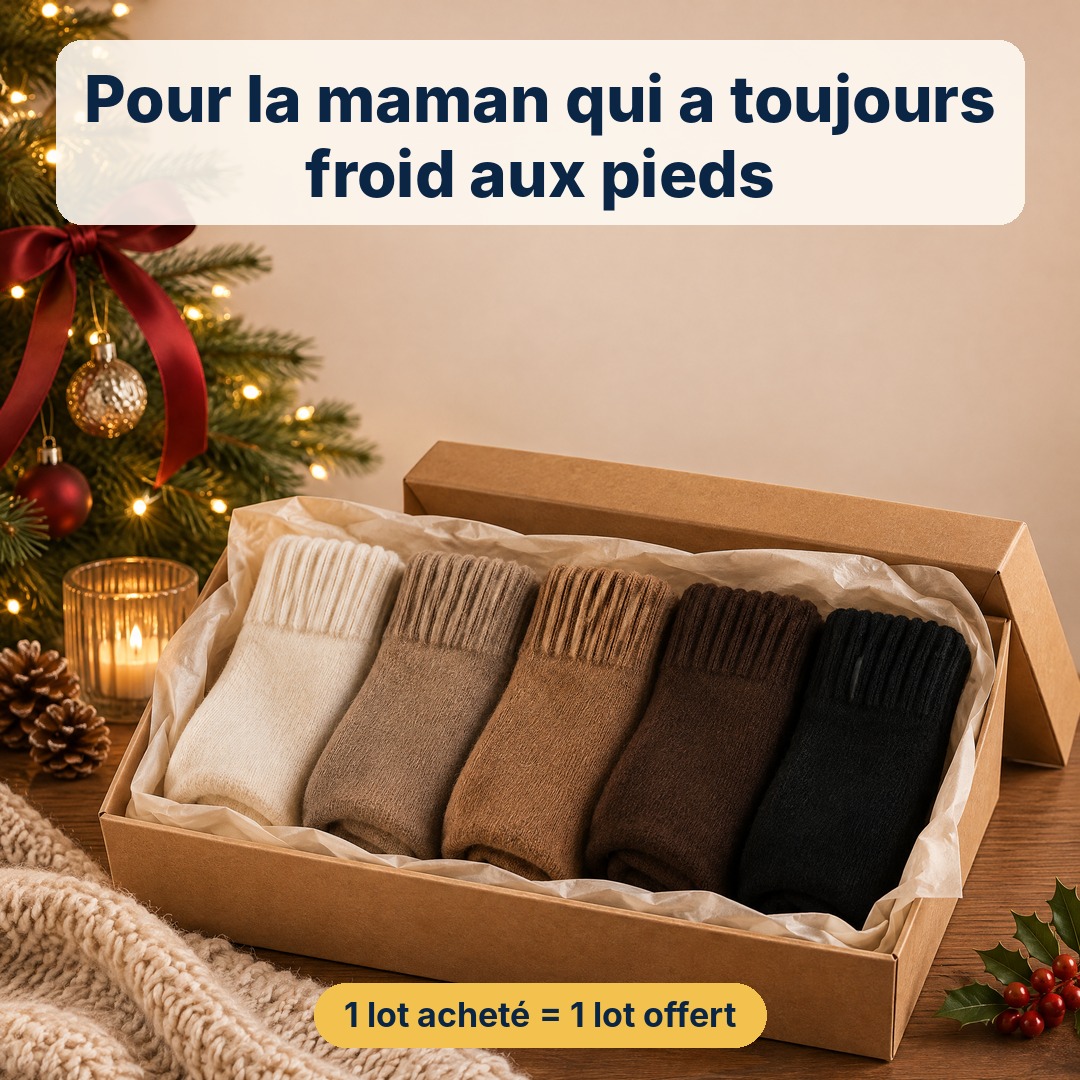 Pour la maman qui a toujours
froid aux pieds
1 lot acheté = 1 lot offert